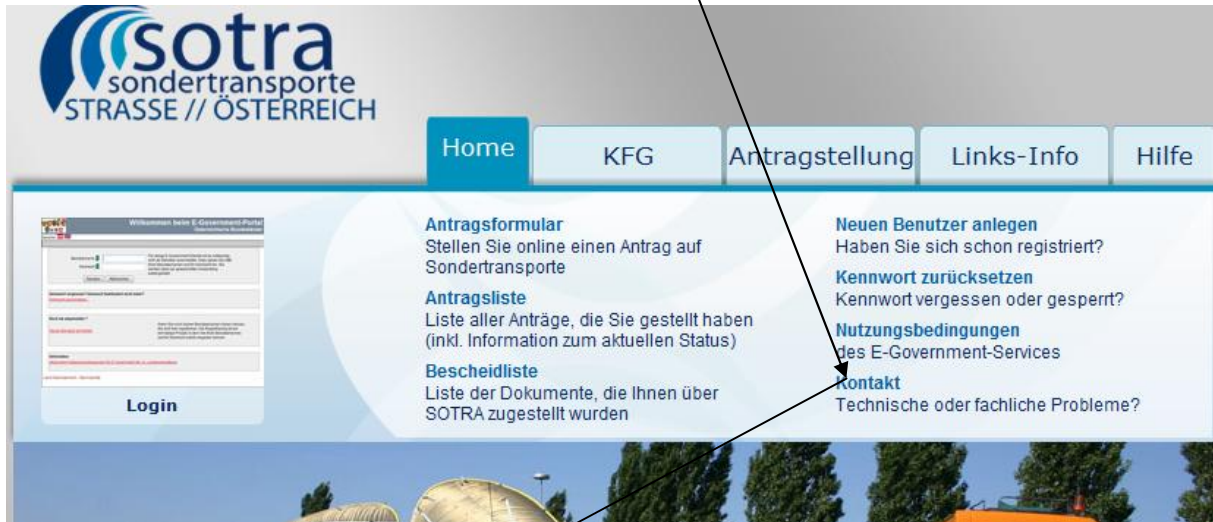 sotra
sondertransporte
STRASSE // ÖSTERREICH
Home
KFG
Antragstellung
Links-Info
Hilfe
Willkommen beim E-Government-Portal
Login
Antragsformular
Stellen Sie online einen Antrag auf
Sondertransporte
Antragsliste
Liste aller Anträge, die Sie gestellt haben
(inkl. Information zum aktuellen Status)
Bescheidliste
Liste der Dokumente, die Ihnen über
SOTRA zugestellt wurden
Neuen Benutzer anlegen
Haben Sie sich schon registriert?
Kennwort zurücksetzen
Kennwort vergessen oder gesperrt?
Nutzungsbedingungen
des E-Government-Services
Kontakt
Technische oder fachliche Probleme?